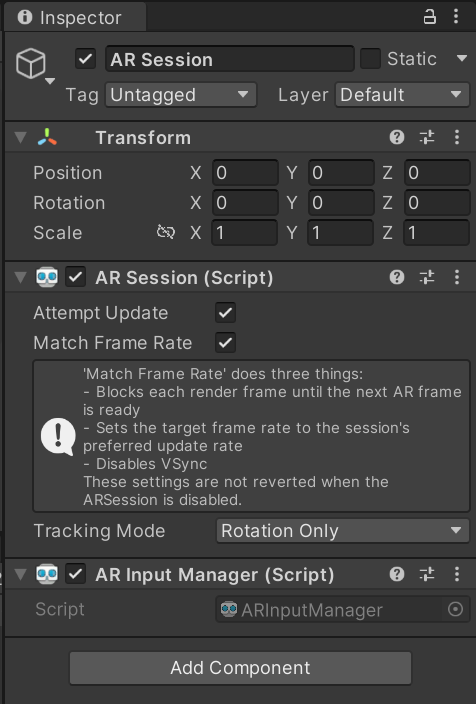 Inspector
AR Session
Static
Tag Untagged Layer Default
Transform
Position X 0 Y 0 Z 0
Rotation X 0 Y 0 Z 0
Scale X 1 Y 1 Z 1
AR Session (Script)
Attempt Update
Match Frame Rate
'Match Frame Rate' does three things:
- Blocks each render frame until the next AR frame
is ready
- Sets the target frame rate to the session's
preferred update rate
- Disables VSync
These settings are not reverted when the
ARSession is disabled.
Tracking Mode Rotation Only
AR Input Manager (Script)
Script ARInputManager
Add Component